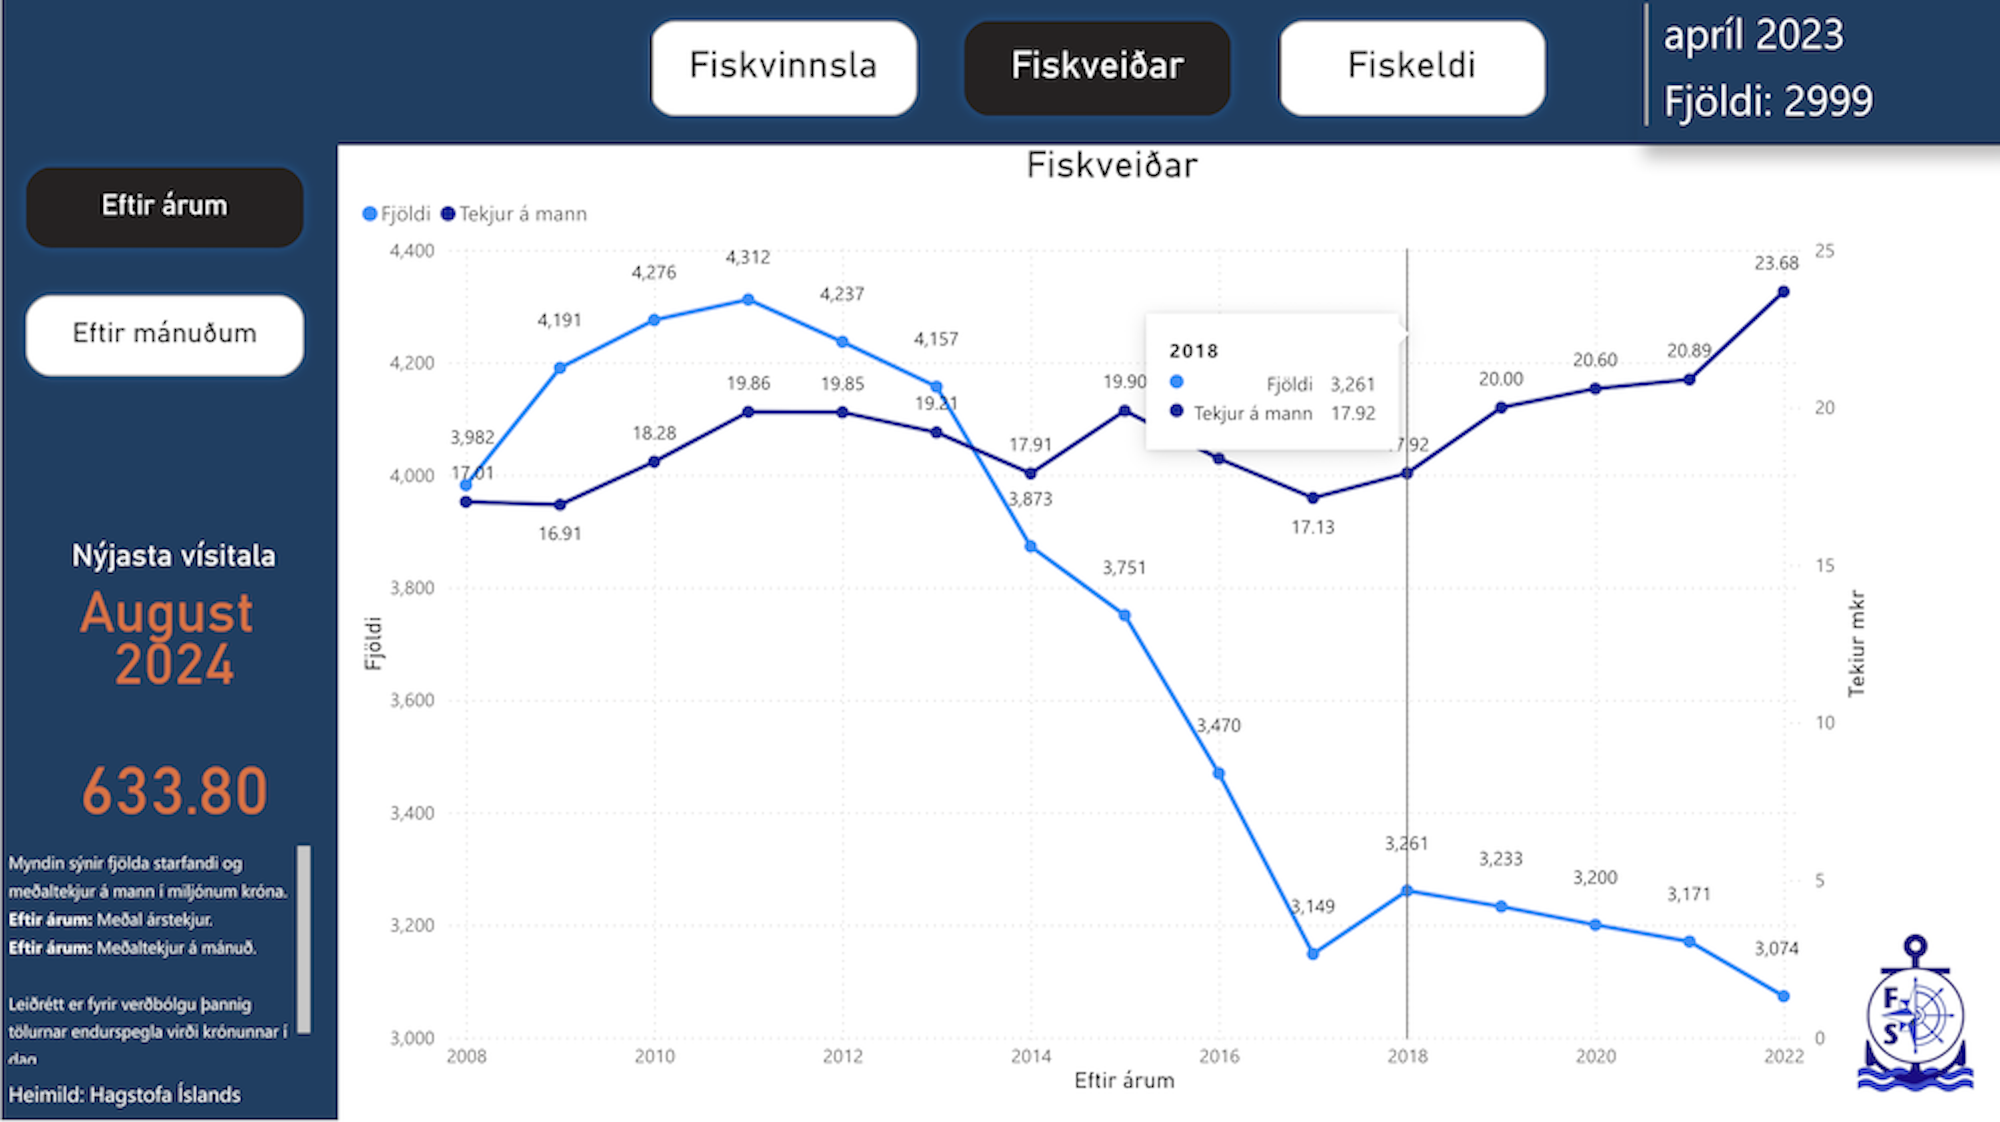 Fiskvinnsla
Fiskveiðar
Fiskeldi
apríl 2023
Fjöldi: 2999
Eftir árum
Eftir mánuðum
Nýjasta vísitala
August
2024
633.80
Myndin sýnir fjölda starfandi og
meðaltekjur á mann í miljónum króna.
Eftir árum: Meðal árstekjur.
Eftir árum: Meðaltekjur á mánuð.
Leiðrétt er fyrir verðbólgu þannig
tölurnar endurspegla virði krónunnar í
dag
Heimild: Hagstofa Íslands
Fiskveiðar
Fjöldi Tekjur á mann
4,400
4,200
4,000
3,800
3,600
3,400
3,200
3,000
Fjöldi
3,982
4,191
4,276
4,312
4,237
4,157
3,873
3,751
3,470
3,149
3,261
3,233
3,200
3,171
3,074
17.01
16.91
18.28
19.86
19.85
19.21
17.91
19.90
17.13
7.92
20.00
20.60
20.89
23.68
2018
Fjöldi 3,261
Tekjur á mann 17.92
25
20
15
10
5
0
Tekiur mkr
2008 2010 2012 2014 2016 2018 2020 2022
Eftir árum
F
S